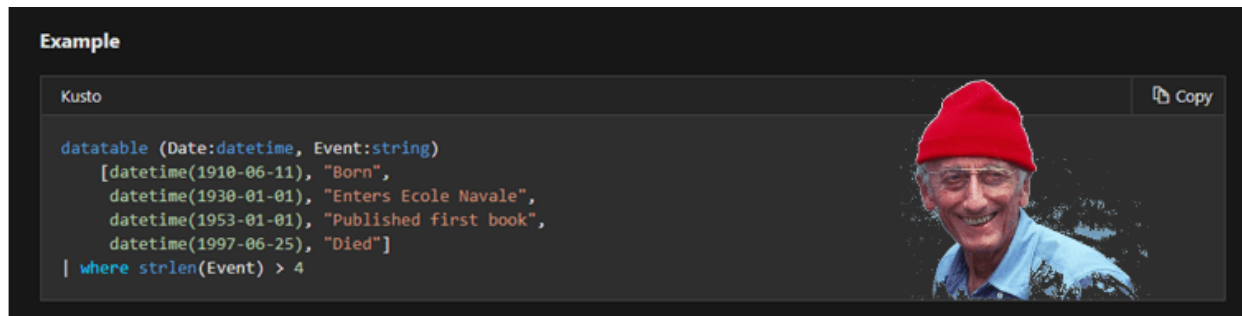 Example
Kusto
Copy
datatable (Date:datetime, Event:string)
[datetime(1910-06-11), "Born",
datetime(1930-01-01), "Enters Ecole Navale",
datetime(1953-01-01), "Published first book",
datetime(1997-06-25), "Died"]
| where strlen(Event) > 4